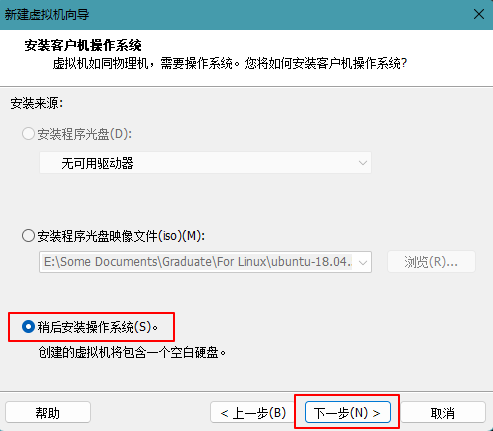 新建虚拟机向导
安装客户机操作系统
虚拟机如同物理机，需要操作系统。您将如何安装客户机操作系统?
安装来源:
安装程序光盘(D):
无可用驱动器
安装程序光盘映像文件(iso)(M):
E:\Some Documents\Graduate\For Linux\ubuntu-18.04.
浏览(R)...
稍后安装操作系统(S)。
创建的虚拟机将包含一个空白硬盘。
帮助
< 上一步(B)
下一步(N) >
取消